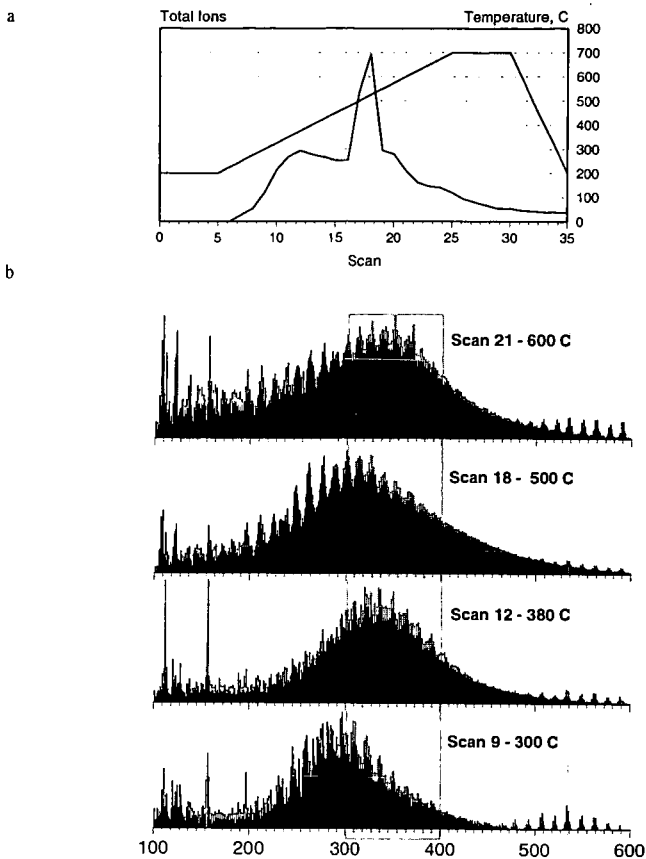 a
Total Ions Temperature, C
800
700
600
500
400
300
200
100
0
0 5 10 15 20 25 30 35
Scan
b
Scan 21 - 600 C
Scan 18 - 500 C
Scan 12 - 380 C
Scan 9 - 300 C
100 200 300 400 500 600